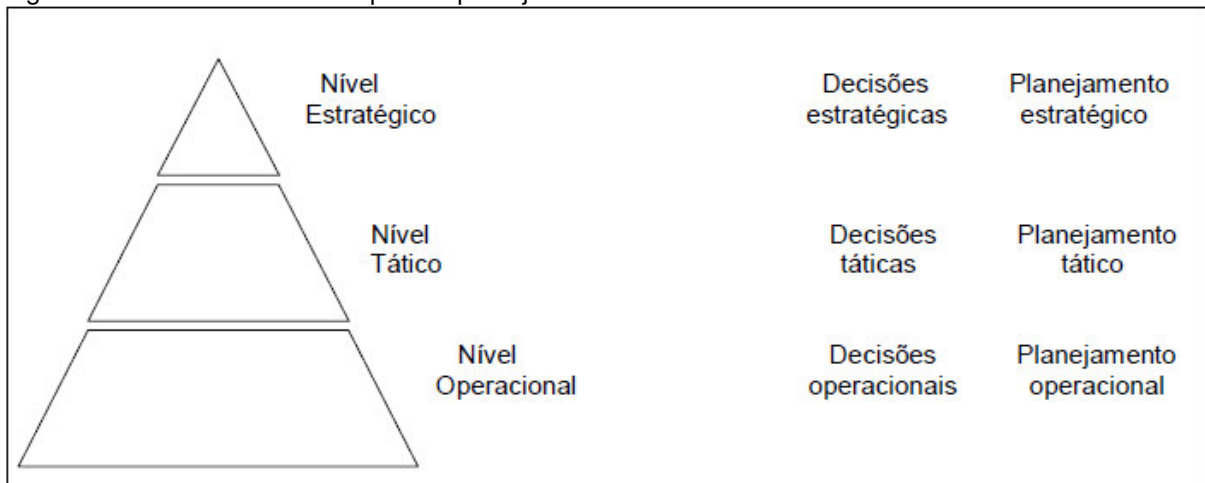 Nível
Estratégico
Decisões
estratégicas
Planejamento
estratégico
Nível
Tático
Decisões
táticas
Planejamento
tático
Nível
Operacional
Decisões
operacionais
Planejamento
operacional